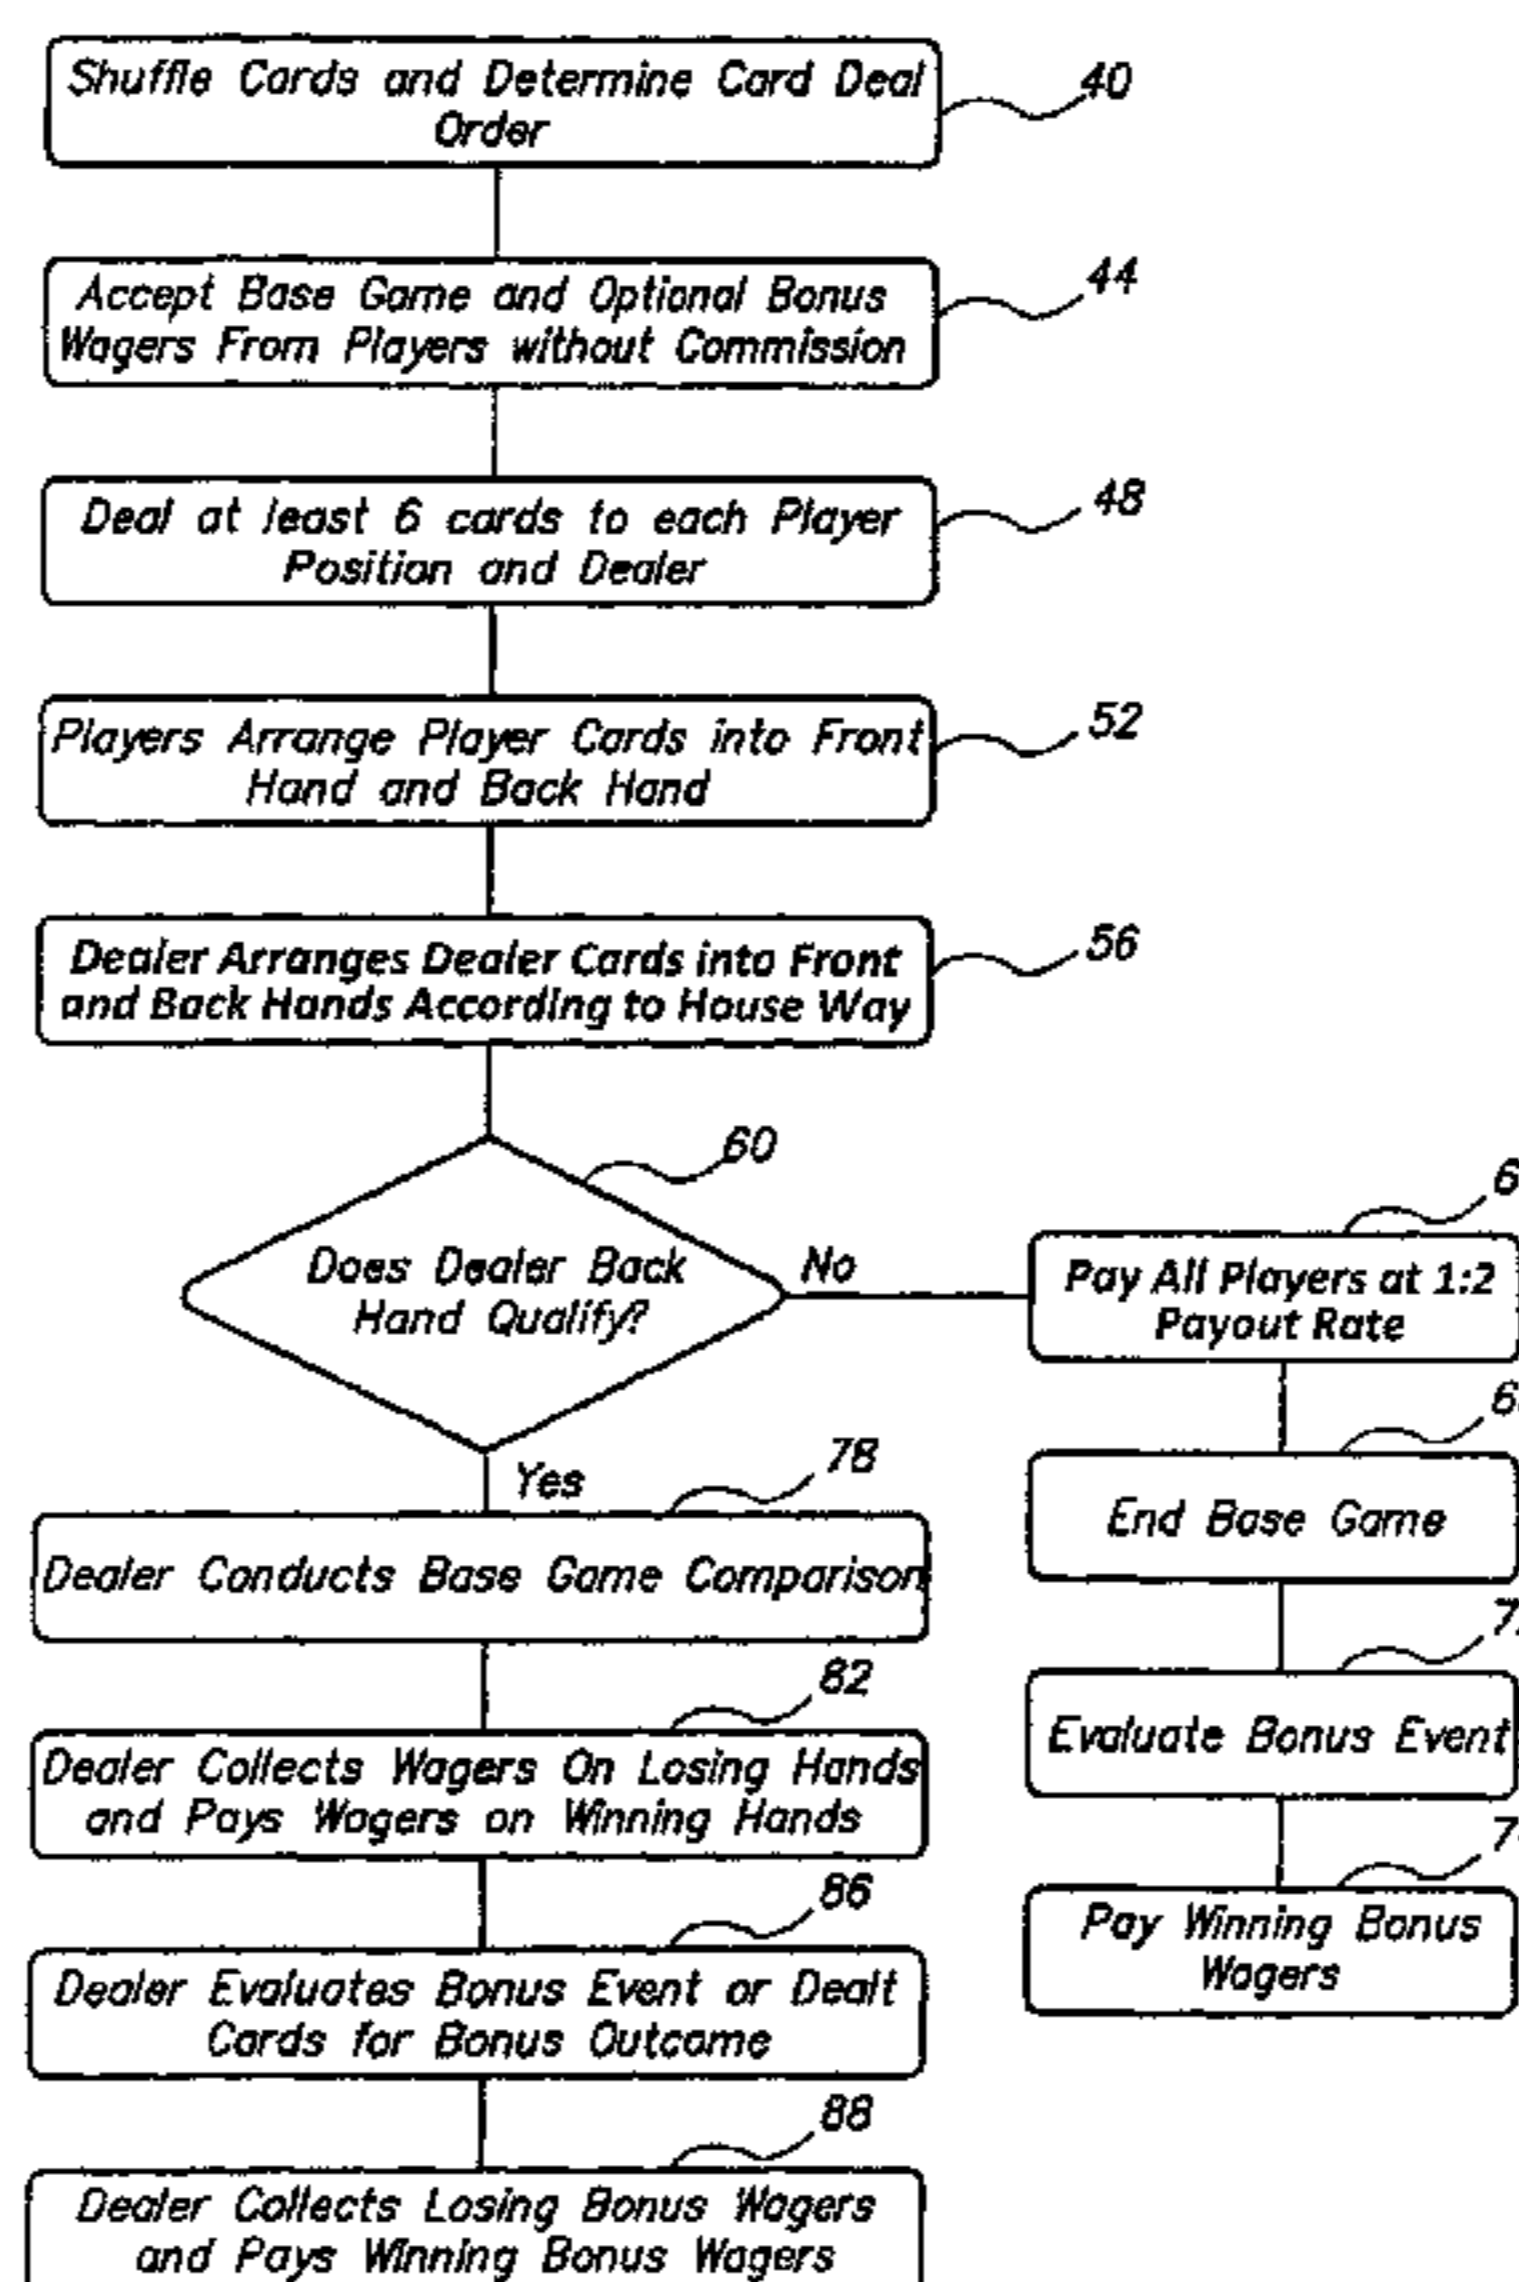 Shuffle Cards and Determine Card Deal
Order
40
Accept Base Game and Optional Bonus
Wagers From Players without Commission
44
Deal at least 6 cards to each Player
Position and Dealer
48
Players Arrange Player Cards into Front
Hand and Back Hand
52
Dealer Arranges Dealer Cards into Front
and Back Hands According to House Way
56
60
Does Dealer Back
Hand Qualify?
No
Pay All Players at 1:2
Payout Rate
Yes
78
End Base Game
Dealer Conducts Base Game Comparison
82
Evaluate Bonus Event
Dealer Collects Wagers On Losing Hands
and Pays Wagers on Winning Hands
86
Pay Winning Bonus
Wagers
Dealer Evaluates Bonus Event or Dealt
Cards for Bonus Outcome
88
Dealer Collects Losing Bonus Wagers
and Pays Winning Bonus Wagers